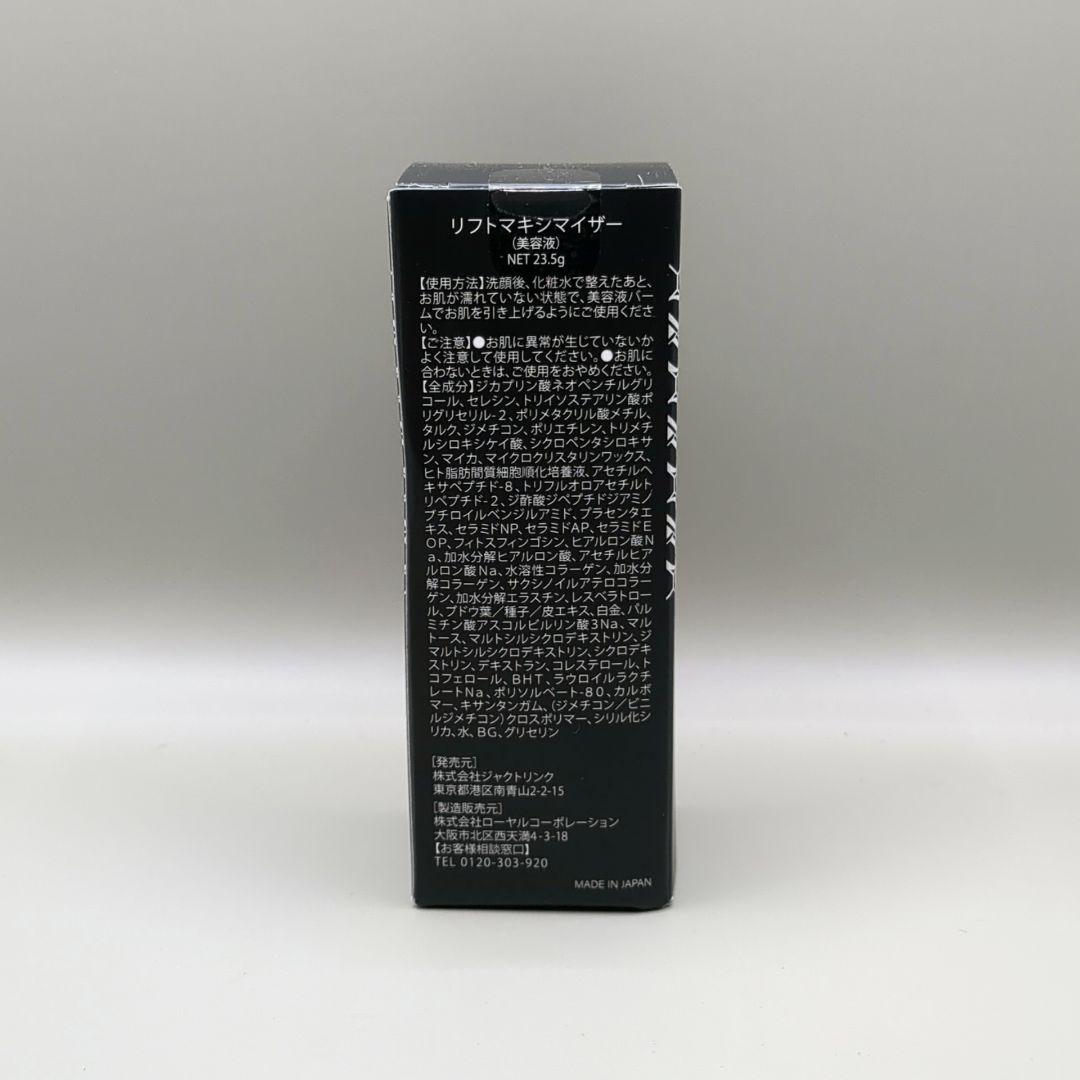 リフトマキシマイザー
(美容液)
NET 23.5g
【使用方法】洗顔後、化粧水で整えたあと、
お肌が濡れていない状態で、美容液バー
ムでお肌を引き上げるようにご使用くださ
い。
【ご注意】●お肌に異常が生じていないか
よく注意して使用してください。●お肌に
合わないときは、ご使用をおやめください。
【全成分】ジカプリン酸ネオペンチルグリ
コール、セレシン、トリイソステアリン酸ポ
リグリセリル-2、ポリメタクリル酸メチル、
タルク、ジメチコン、ポリエチレン、トリメチ
ルシロキシケイ酸、シクロペンタシロキサ
ン、マイカ、マイクロクリスタリンワックス、
ヒト脂肪間質細胞順化培養液、アセチルヘ
キサペプチド-8、トリフルオロアセチルト
リペプチド-2、ジ酢酸ジペプチドジアミノ
ブチロイルベンジルアミド、プラセンタエ
キス、セラミドNP、セラミドAP、セラミドE
OP、フィトスフィンゴシン、ヒアルロン酸N
a、加水分解ヒアルロン酸、アセチルヒア
ルロン酸Na、水溶性コラーゲン、加水分
解コラーゲン、サクシノイルアテロコラー
ゲン、加水分解エラスチン、レスベラトロー
ル、ブドウ葉/種子/皮エキス、白金、パル
ミチン酸アスコルビルリン酸3Na、マル
トース、マルトシルシクロデキストリン、ジ
マルトシルシクロデキストリン、シクロデキ
ストリン、デキストラン、コレステロール、ト
コフェロール、BHT、ラウロイルラクチ
レートNa、ポリソルベート-80、カルボ
マー、キサンタンガム、(ジメチコン/ビニ
ルジメチコン)クロスポリマー、シリル化シ
リカ、水、BG、グリセリン
[発売元]
株式会社ジャクトリンク
東京都港区南青山2-2-15
[製造販売元]
株式会社ローヤルコーポレーション
大阪市北区西天満4-3-18
【お客様相談窓口】
TEL 0120-303-920
MADE IN JAPAN